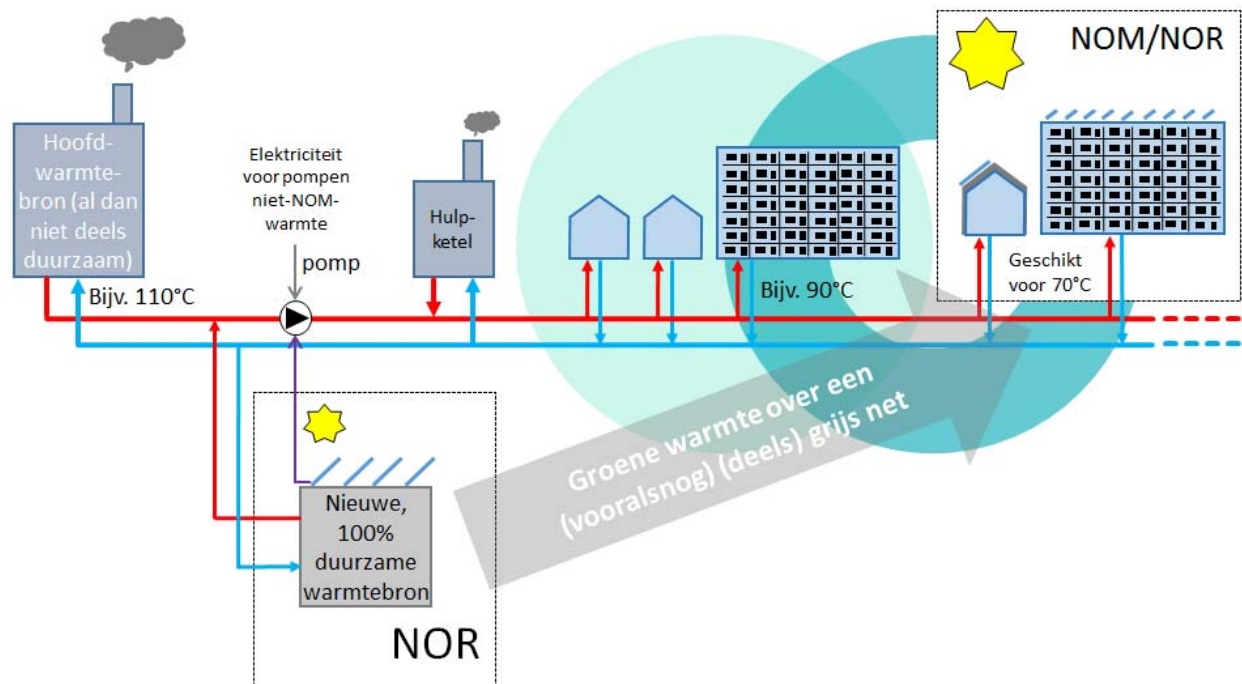 NOM/NOR
Hoofd-
warmte-
bron (al dan
niet deels
duurzaam)
Elektriciteit
voor pompen
niet-NOM-
warmte
pomp
Hulp-
ketel
Bijv. 110°C
Bijv. 90°C
Geschikt
voor 70°C
Groene warmte over een
(vooralsnog) (deels) grijs net
Nieuwe,
100%
duurzame
warmtebron
NOR